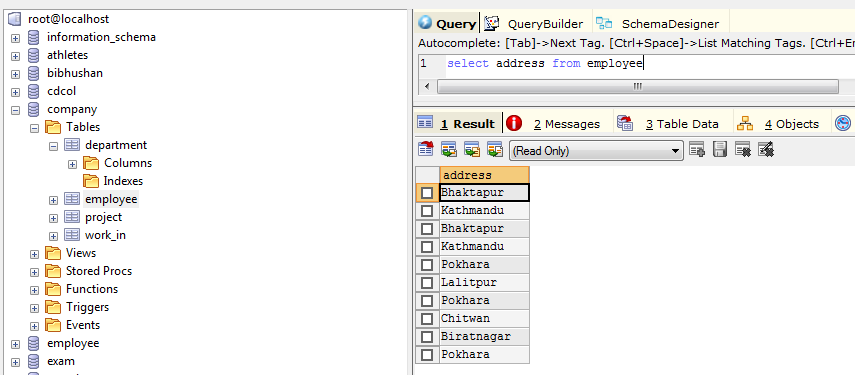 root@localhost
information_schema
athletes
bibhushan
cdcol
company
Tables
department
Columns
Indexes
employee
project
work_in
Views
Stored Procs
Functions
Triggers
Events
employee
exam
Query QueryBuilder SchemaDesigner
Autocomplete: [Tab]->Next Tag. [Ctrl+Space]->List Matching Tags. [Ctrl+En
1 select address from employee
1 Result 2 Messages 3 Table Data 4 Objects
(Read Only)
address
Bhaktapur
Kathmandu
Bhaktapur
Kathmandu
Pokhara
Lalitpur
Pokhara
Chitwan
Biratnagar
Pokhara